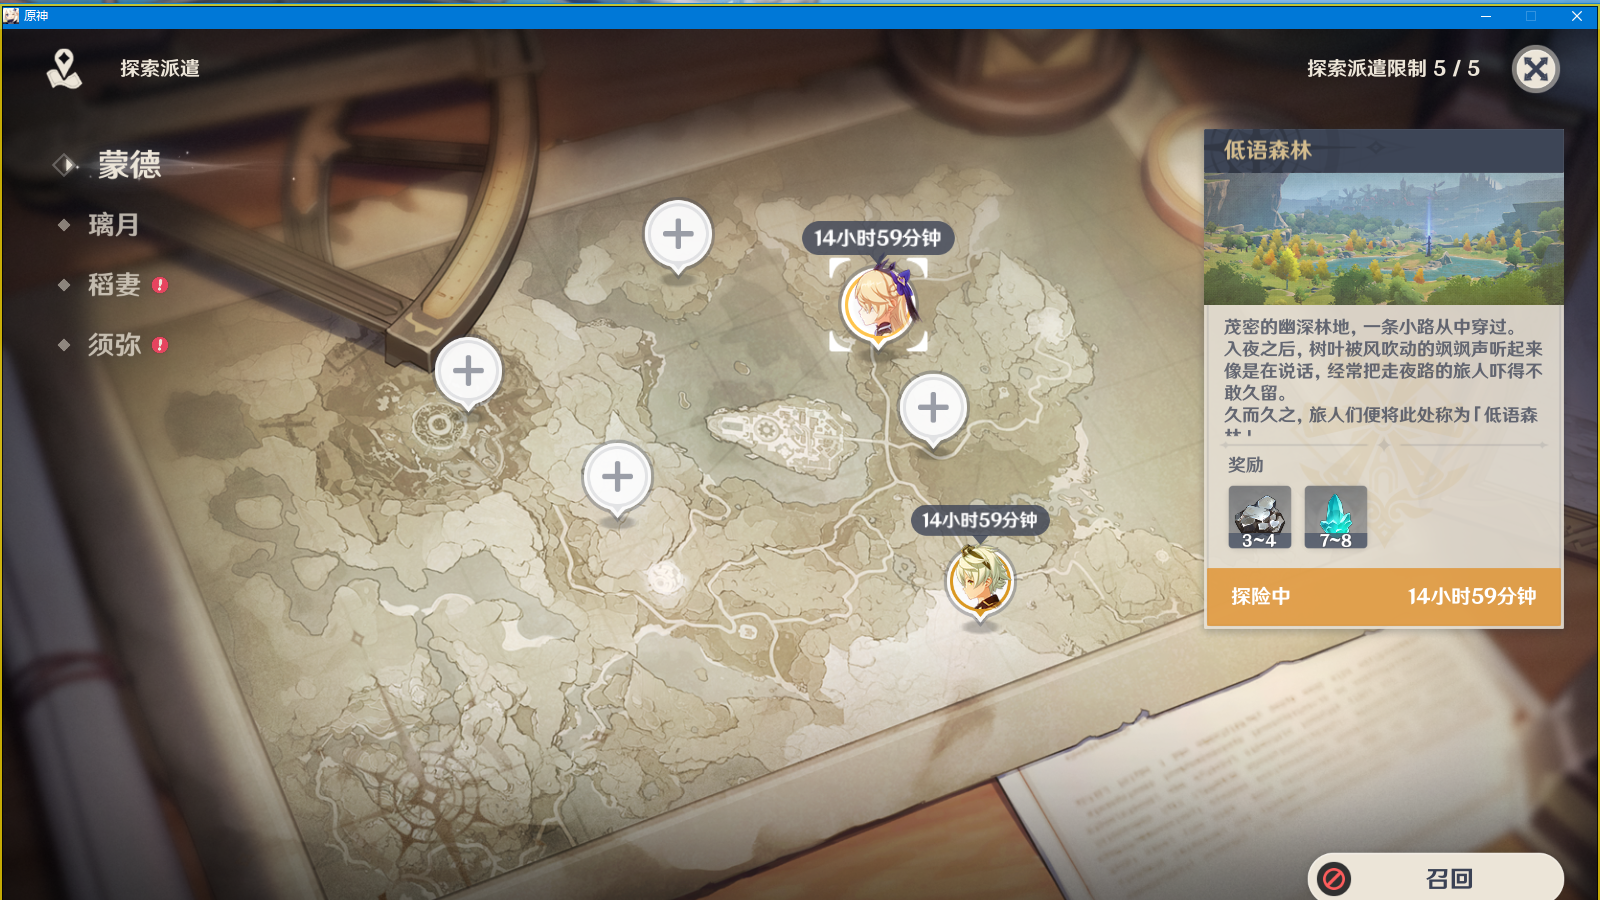 原神
探索派遣
探索派遣限制 5 / 5
蒙德
璃月
稻妻
须弥
14小时59分钟
14小时59分钟
低语森林
茂密的幽深林地，一条小路从中穿过。
入夜之后，树叶被风吹动的飒飒声听起来
像是在说话，经常把走夜路的旅人吓得不
敢久留。
久而久之，旅人们便将此处称为「低语森
奖励
3~4
7~8
探险中
14小时59分钟
召回